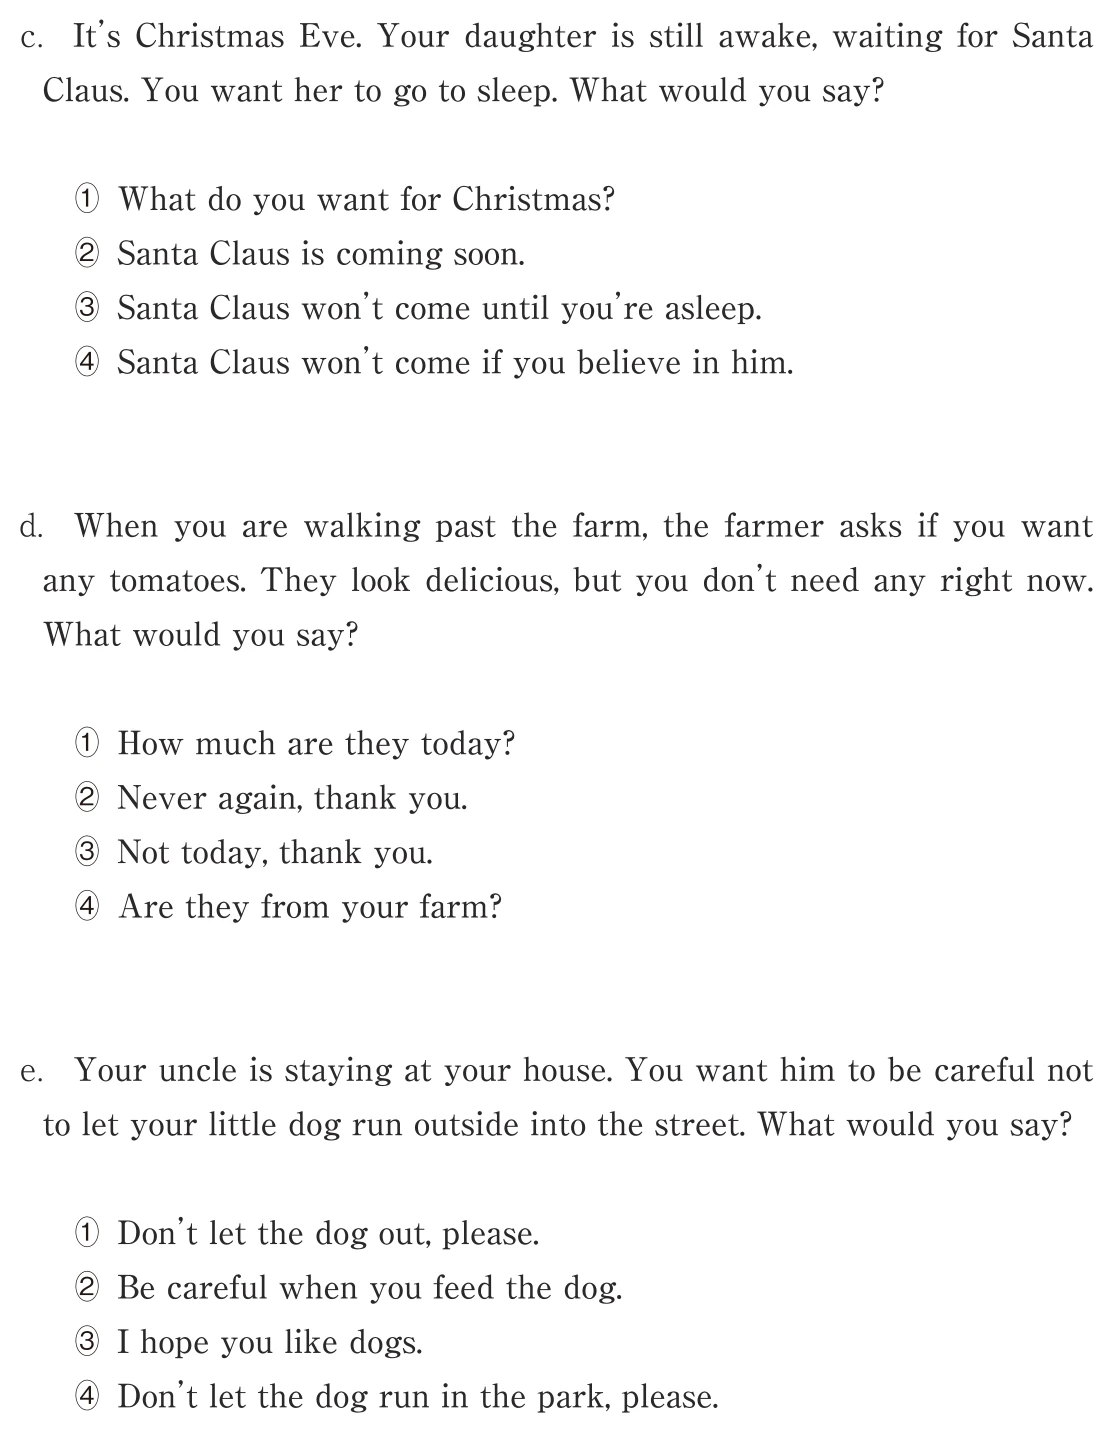 c. It's Christmas Eve. Your daughter is still awake, waiting for Santa
Claus. You want her to go to sleep. What would you say?
① What do you want for Christmas?
② Santa Claus is coming soon.
③ Santa Claus won't come until you're asleep.
④ Santa Claus won't come if you believe in him.
d. When you are walking past the farm, the farmer asks if you want
any tomatoes. They look delicious, but you don't need any right now.
What would you say?
① How much are they today?
② Never again, thank you.
③ Not today, thank you.
④ Are they from your farm?
e. Your uncle is staying at your house. You want him to be careful not
to let your little dog run outside into the street. What would you say?
① Don't let the dog out, please.
② Be careful when you feed the dog.
③ I hope you like dogs.
④ Don't let the dog run in the park, please.